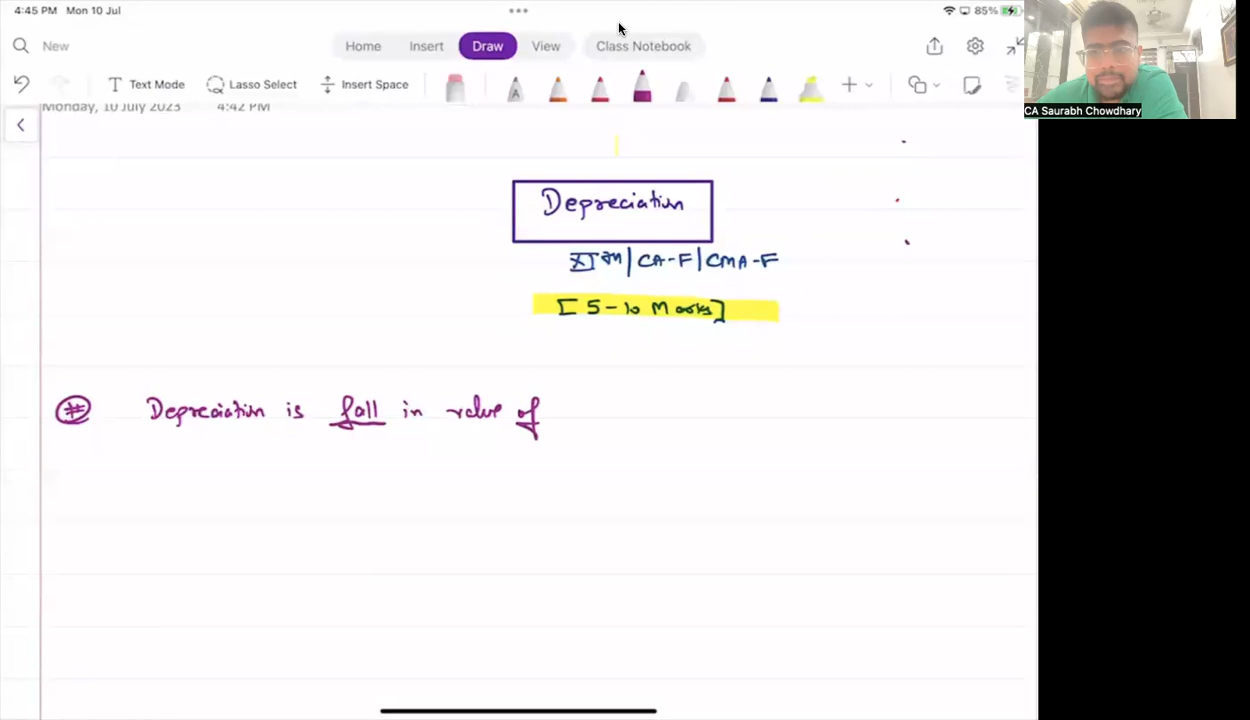 4:45 PM Mon 10 Jul
85%
New
Home Insert Draw View Class Notebook
Text Mode Lasso Select Insert Space
Monday, 10 July 2023 4:42 PM
CA Saurabh Chowdhary
Depreciation
XI | CA-F | CMA-F
[ 5-10 Marks ]
Depreciation is fall in value of